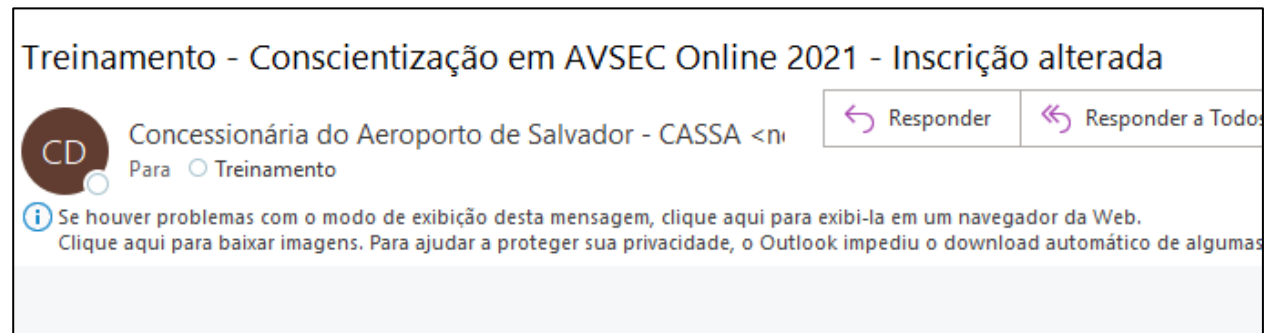 Treinamento - Conscientização em AVSEC Online 2021 - Inscrição alterada
CD
Concessionária do Aeroporto de Salvador - CASSA
Responder
Responder a Todos
Para Treinamento
Se houver problemas com o modo de exibição desta mensagem, clique aqui para exibi-la em um navegador da Web.
Clique aqui para baixar imagens. Para ajudar a proteger sua privacidade, o Outlook impediu o download automático de algumas